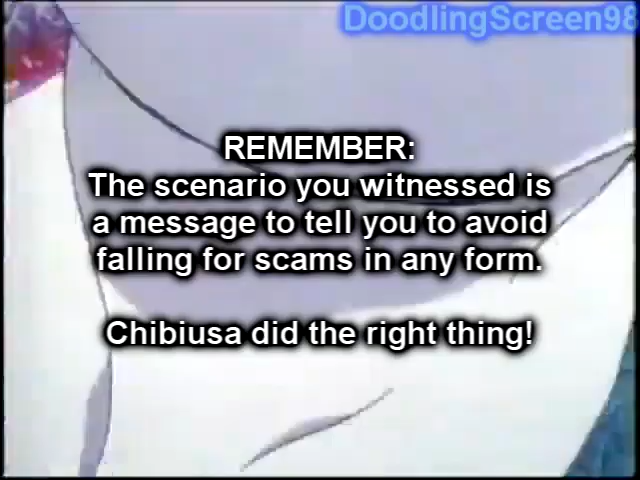 DoodlingScreen98
REMEMBER:
The scenario you witnessed is
a message to tell you to avoid
falling for scams in any form.
Chibiusa did the right thing!